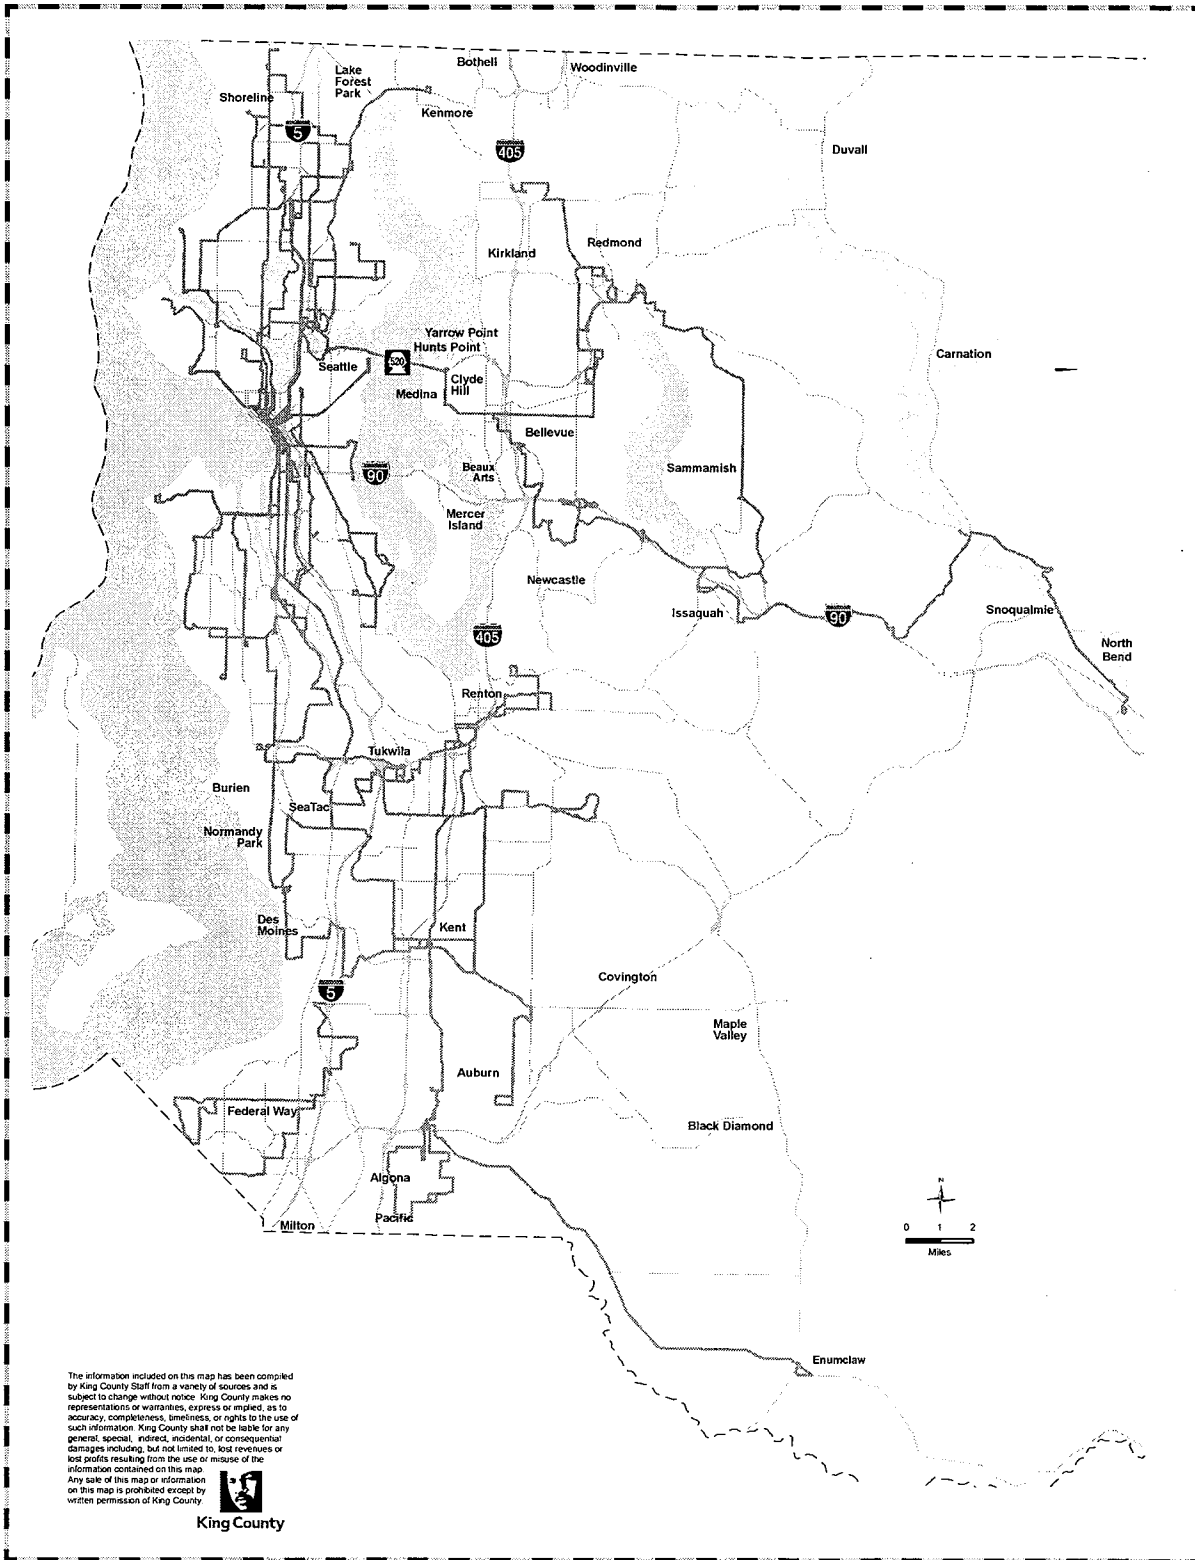 Bothell
Woodinville
Lake
Forest
Park
Shoreline
Kenmore
5
405
Duvall
Redmond
Kirkland
Yarrow Point
Hunts Point
520
Carnation
Seattle
Clyde
Hill
Medina
Bellevue
Beaux
Arts
Sammamish
90
Mercer
Island
Newcastle
Issaquah
90
Snoqualmie
405
North
Bend
Renton
Tukwila
Burien
SeaTac
Normandy
Park
Des
Moines
Kent
Covington
5
Maple
Valley
Auburn
Federal Way
Black Diamond
Algona
Pacific
Milton
N
0 1 2
Miles
Enumclaw
The information included on this map has been compiled
by King County Staff from a variety of sources and is
subject to change without notice. King County makes no
representations or warranties, express or implied, as to
accuracy, completeness, timeliness, or rights to the use of
such information. King County shall not be liable for any
general, special, indirect, incidental, or consequential
damages including, but not limited to, lost revenues or
lost profits resulting from the use or misuse of the
information contained on this map.
Any sale of this map or information
on this map is prohibited except by
written permission of King County.
King County